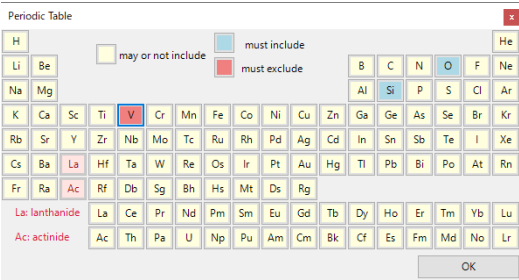 Periodic Table x
H may or not include must include He
must exclude
Li Be B C N O F Ne
Na Mg Al Si P S Cl Ar
K Ca Sc Ti V Cr Mn Fe Co Ni Cu Zn Ga Ge As Se Br Kr
Rb Sr Y Zr Nb Mo Tc Ru Rh Pd Ag Cd In Sn Sb Te I Xe
Cs Ba La Hf Ta W Re Os Ir Pt Au Hg Tl Pb Bi Po At Rn
Fr Ra Ac Rf Db Sg Bh Hs Mt Ds Rg
La: lanthanide La Ce Pr Nd Pm Sm Eu Gd Tb Dy Ho Er Tm Yb Lu
Ac: actinide Ac Th Pa U Np Pu Am Cm Bk Cf Es Fm Md No Lr
OK